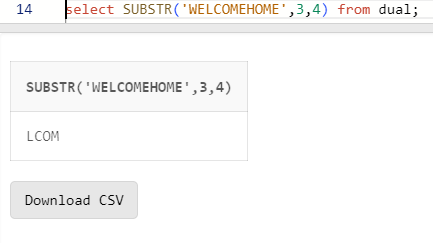 14 select SUBSTR('WELCOMEHOME',3,4) from dual;
SUBSTR('WELCOMEHOME',3,4)
LCOM
Download CSV